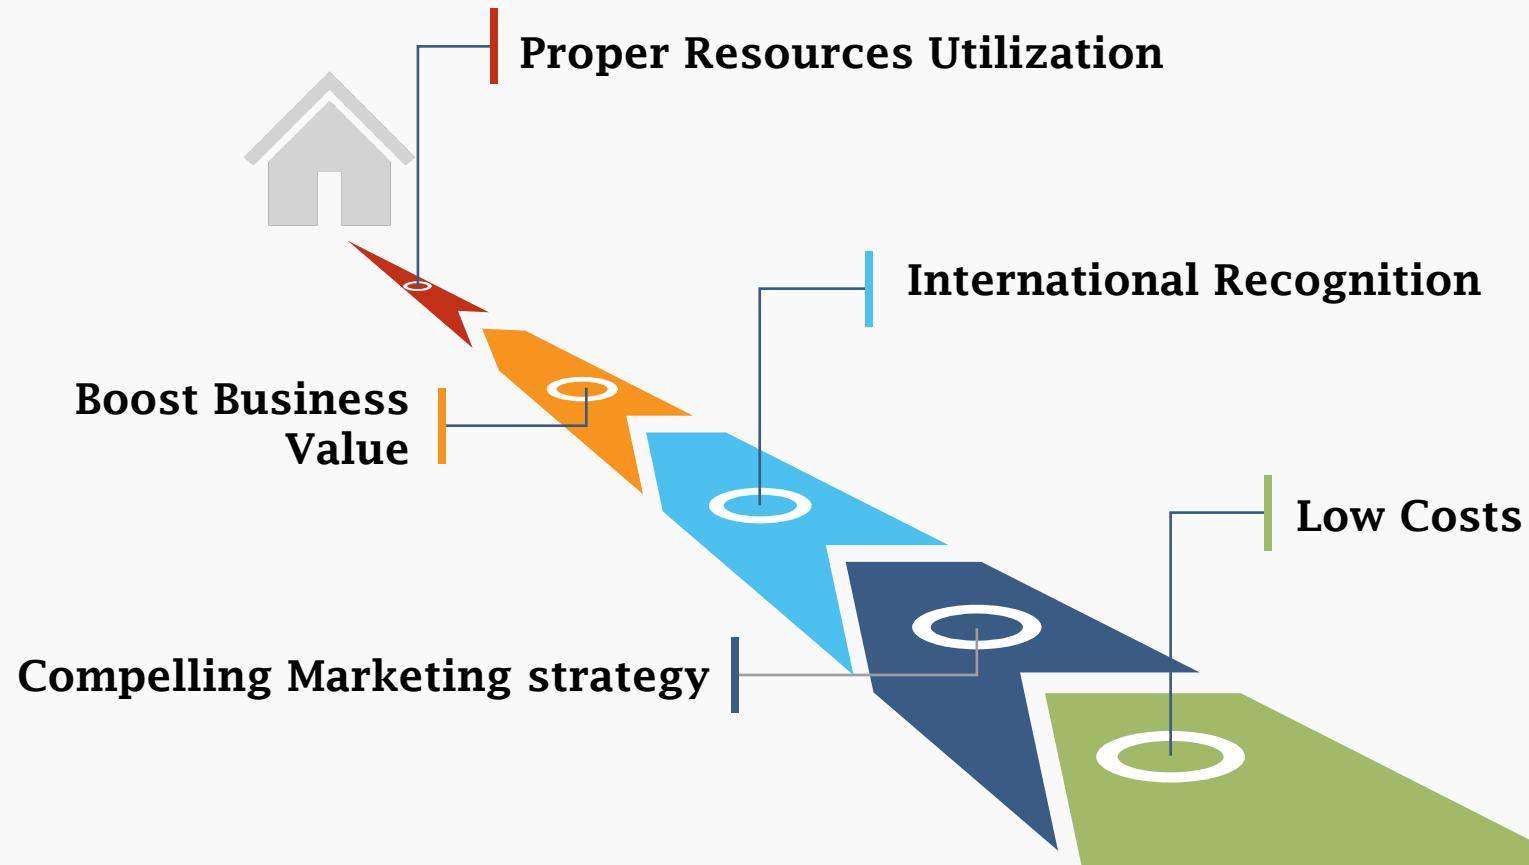 Proper Resources Utilization
International Recognition
Boost Business
Value
Low Costs
Compelling Marketing strategy